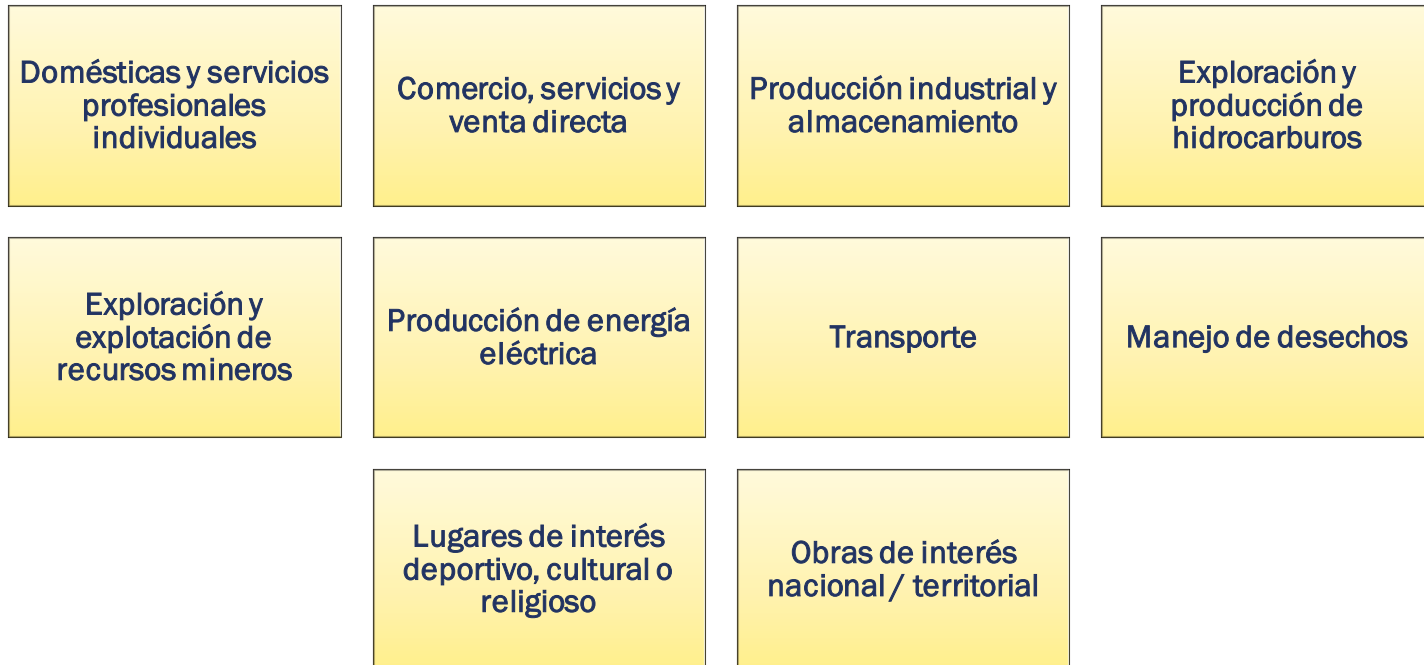 Domésticas y servicios
profesionales
individuales
Comercio, servicios y
venta directa
Producción industrial y
almacenamiento
Exploración y
producción de
hidrocarburos
Exploración y
explotación de
recursos mineros
Producción de energía
eléctrica
Transporte
Manejo de desechos
Lugares de interés
deportivo, cultural o
religioso
Obras de interés
nacional / territorial